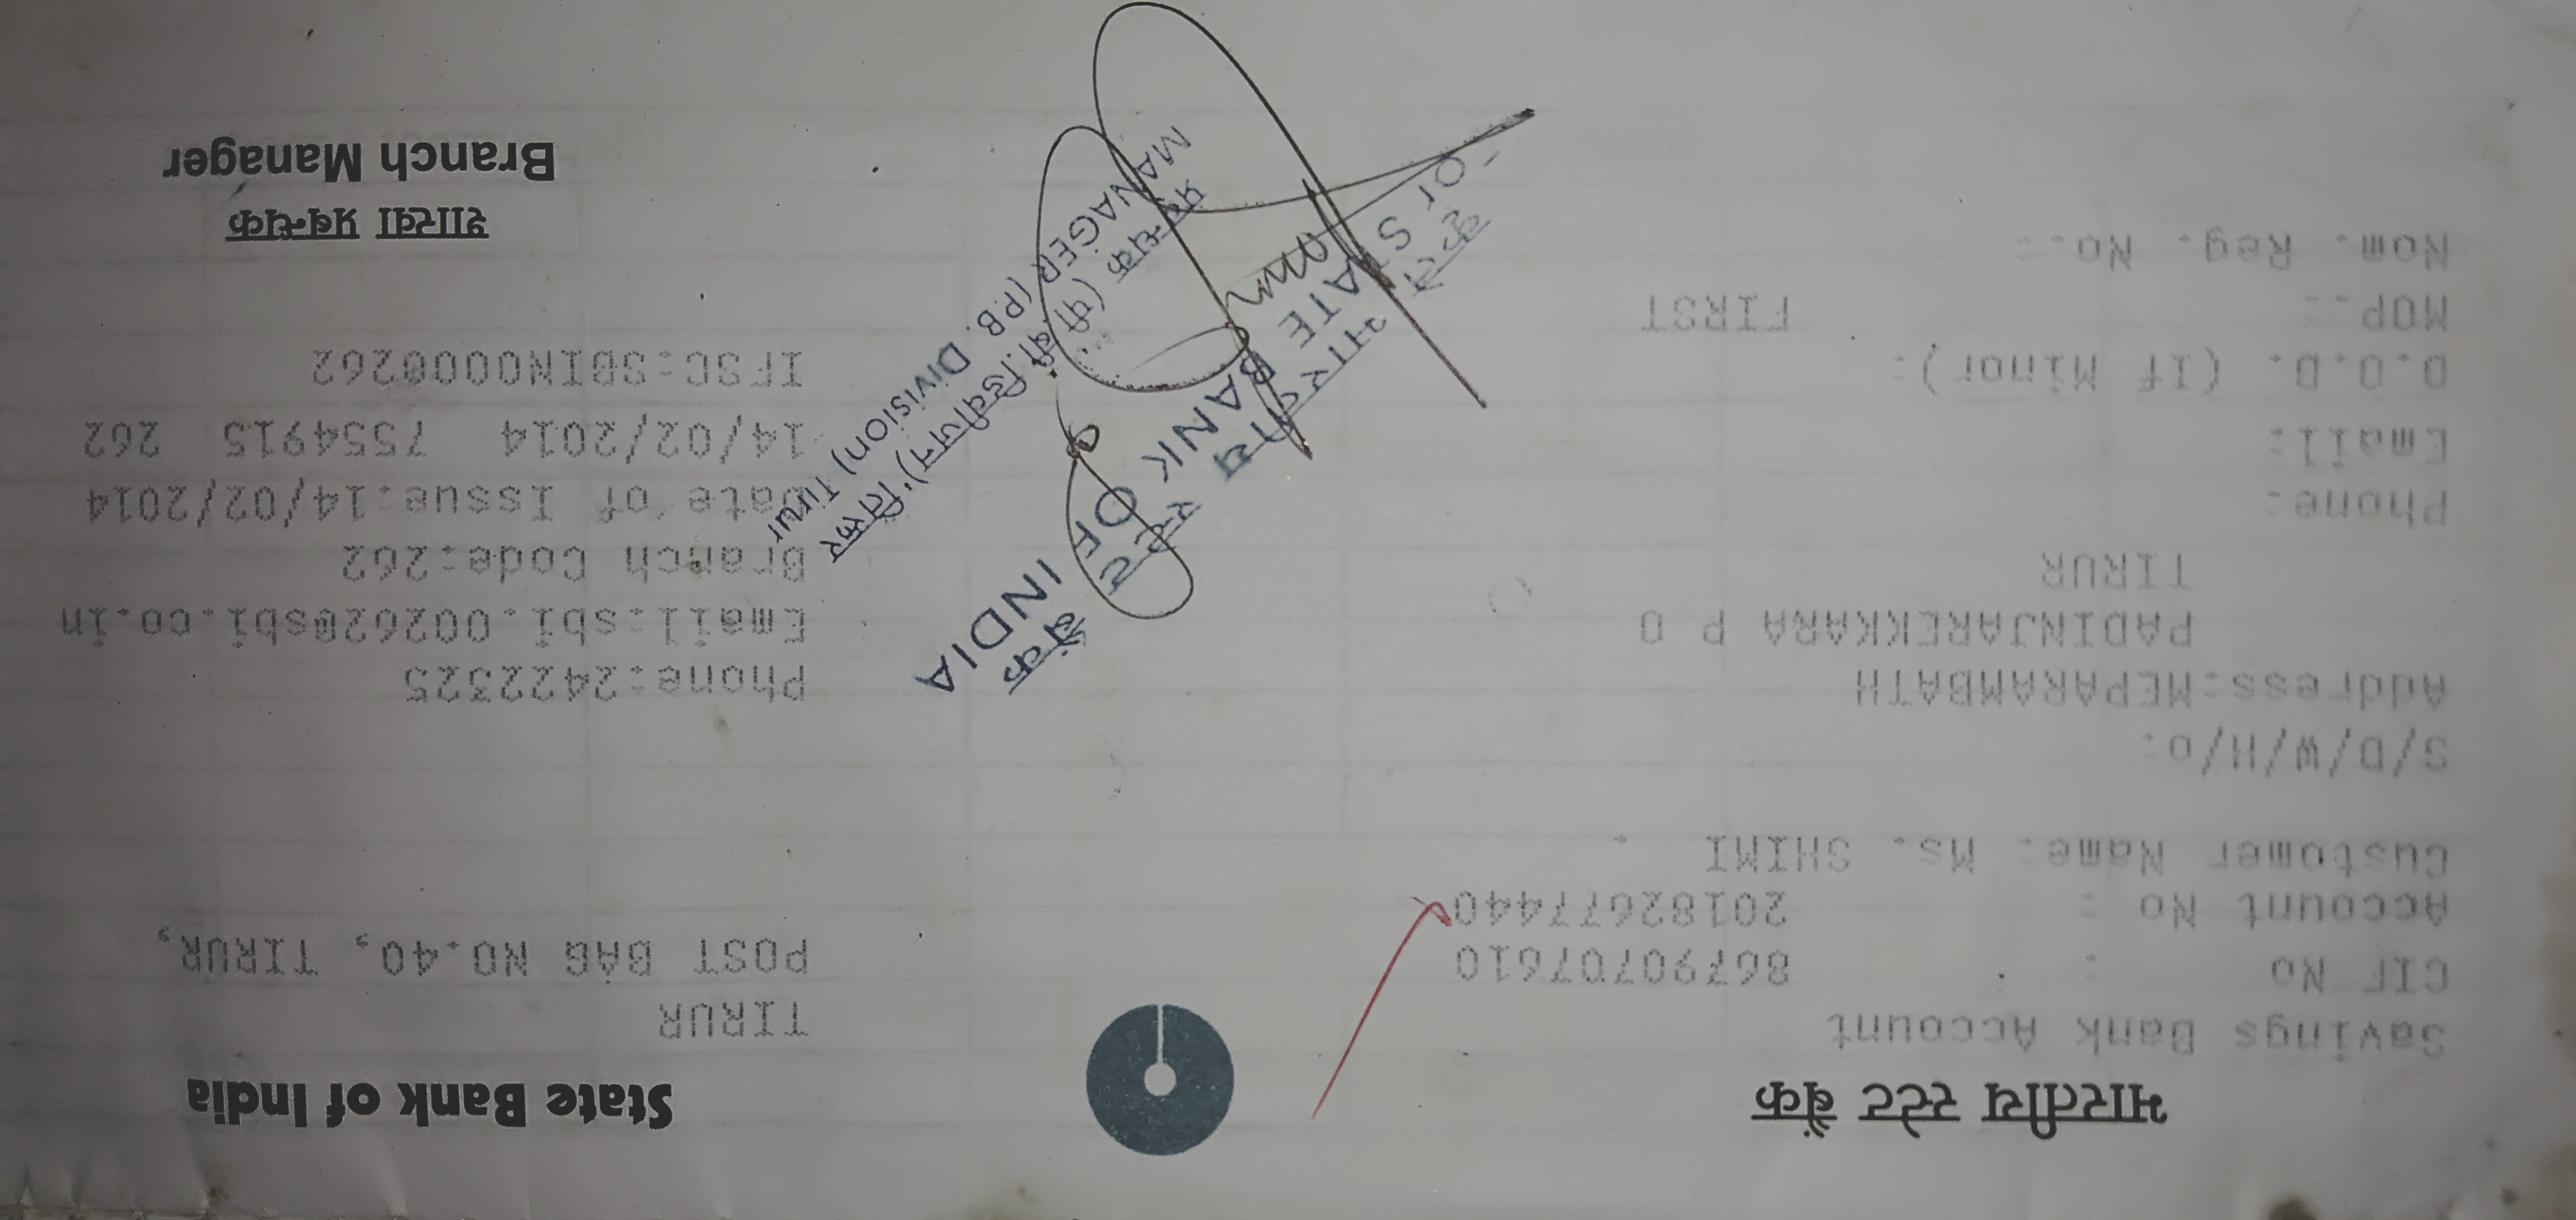 भारतीय स्टेट बैंक
State Bank of India
Savings Bank Account
CIF No : 86790707610
Account No : 20182677440
Customer Name: Ms. SHIMI .
S/D/W/H/o:
Address:MEPARAMBATH
PADINJAREKKARA P O
TIRUR
Phone:
Email:
D.O.B. (If Minor):
MOP.: FIRST
Nom. Reg. No.:
TIRUR
POST BAG NO.40, TIRUR,
Phone:2422325
Email:sbi.00262@sbi.co.in
Branch Code:262
Date of Issue:14/02/2014
14/02/2014 7554915 262
IFSC:SBIN0000262
शाखा प्रबन्धक
Branch Manager
कृते भारतीय स्टेट बैंक
For STATE BANK OF INDIA
प्रबन्धक (पी.बी. डिवीजन), तिरूर
MANAGER (P.B. Division) Tirur